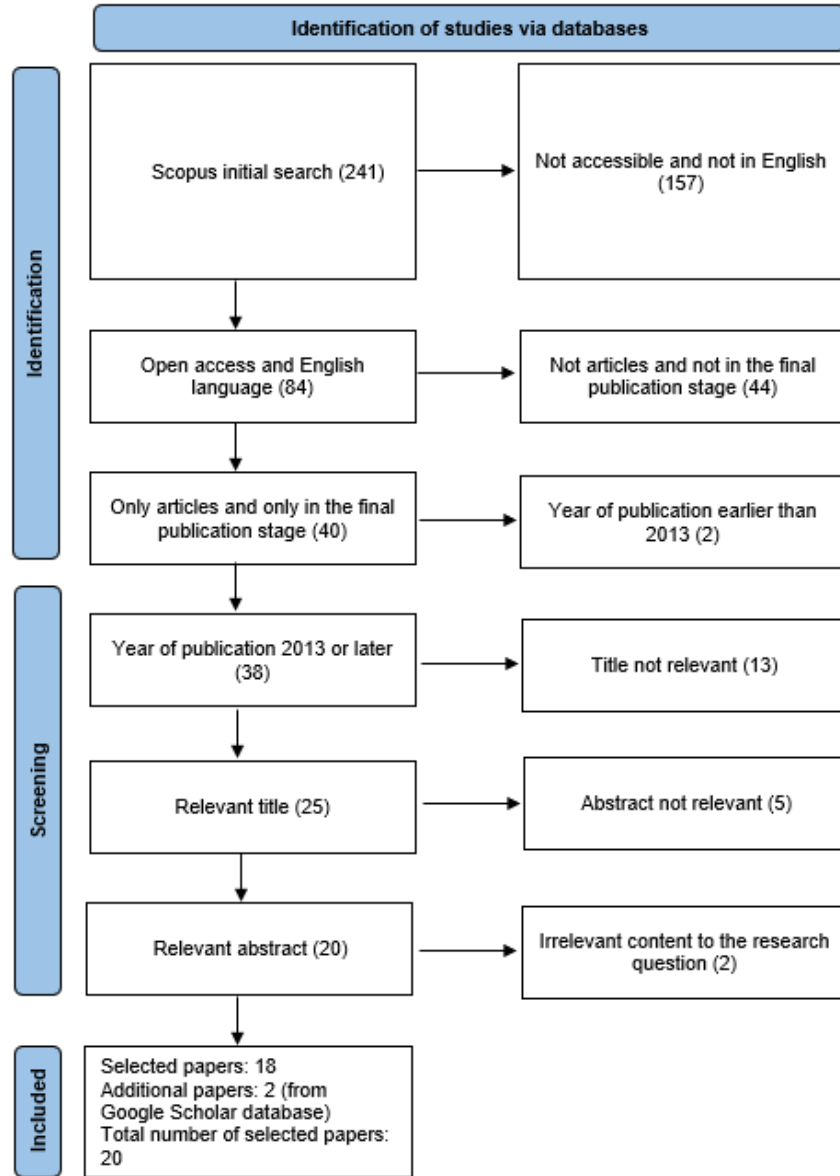 Identification of studies via databases
Identification
Scopus initial search (241)
Not accessible and not in English
(157)
Open access and English
language (84)
Not articles and not in the final
publication stage (44)
Only articles and only in the final
publication stage (40)
Year of publication earlier than
2013 (2)
Screening
Year of publication 2013 or later
(38)
Title not relevant (13)
Relevant title (25)
Abstract not relevant (5)
Relevant abstract (20)
Irrelevant content to the research
question (2)
Included
Selected papers: 18
Additional papers: 2 (from
Google Scholar database)
Total number of selected papers:
20